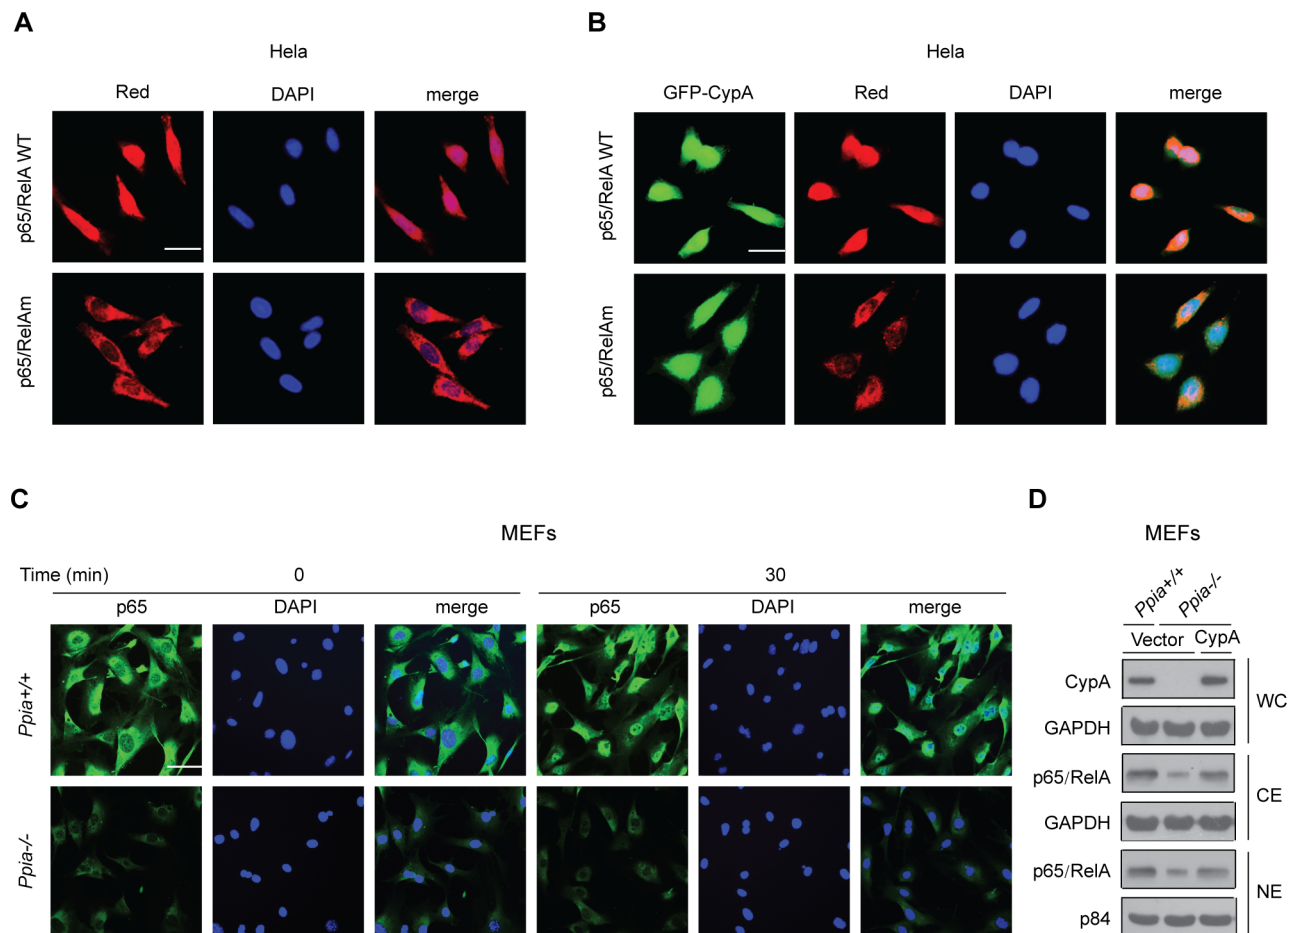 A
Hela
Red DAPI merge
p65/RelA WT
p65/RelAm
B
Hela
GFP-CypA Red DAPI merge
p65/RelA WT
p65/RelAm
C
MEFs
Time (min) 0 30
p65 DAPI merge p65 DAPI merge
Ppia+/+
Ppia-/-
D
MEFs
Ppia+/+ Ppia-/-
Vector CypA
CypA
GAPDH
WC
p65/RelA
GAPDH
CE
p65/RelA
p84
NE